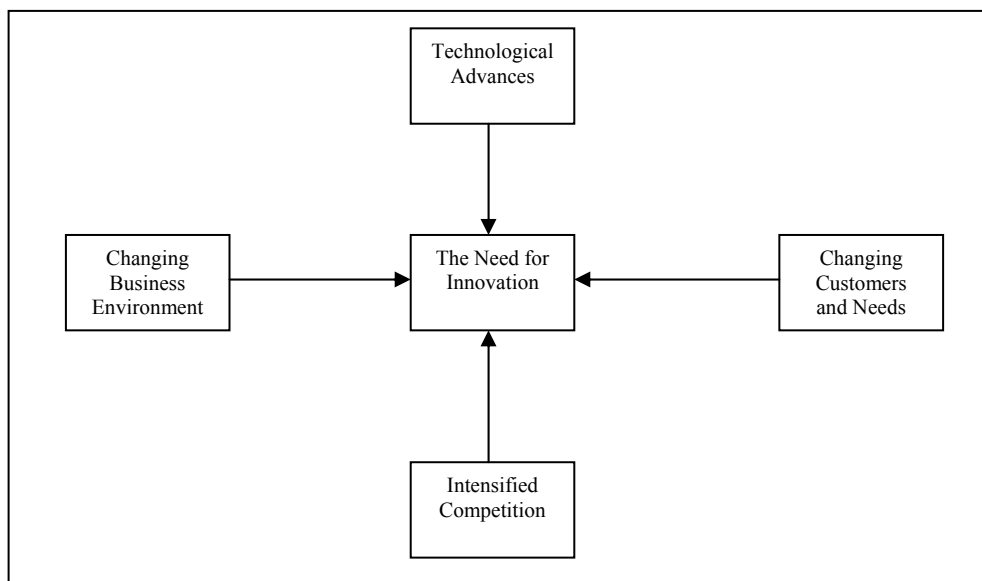 Technological
Advances
Changing
Business
Environment
The Need for
Innovation
Changing
Customers
and Needs
Intensified
Competition